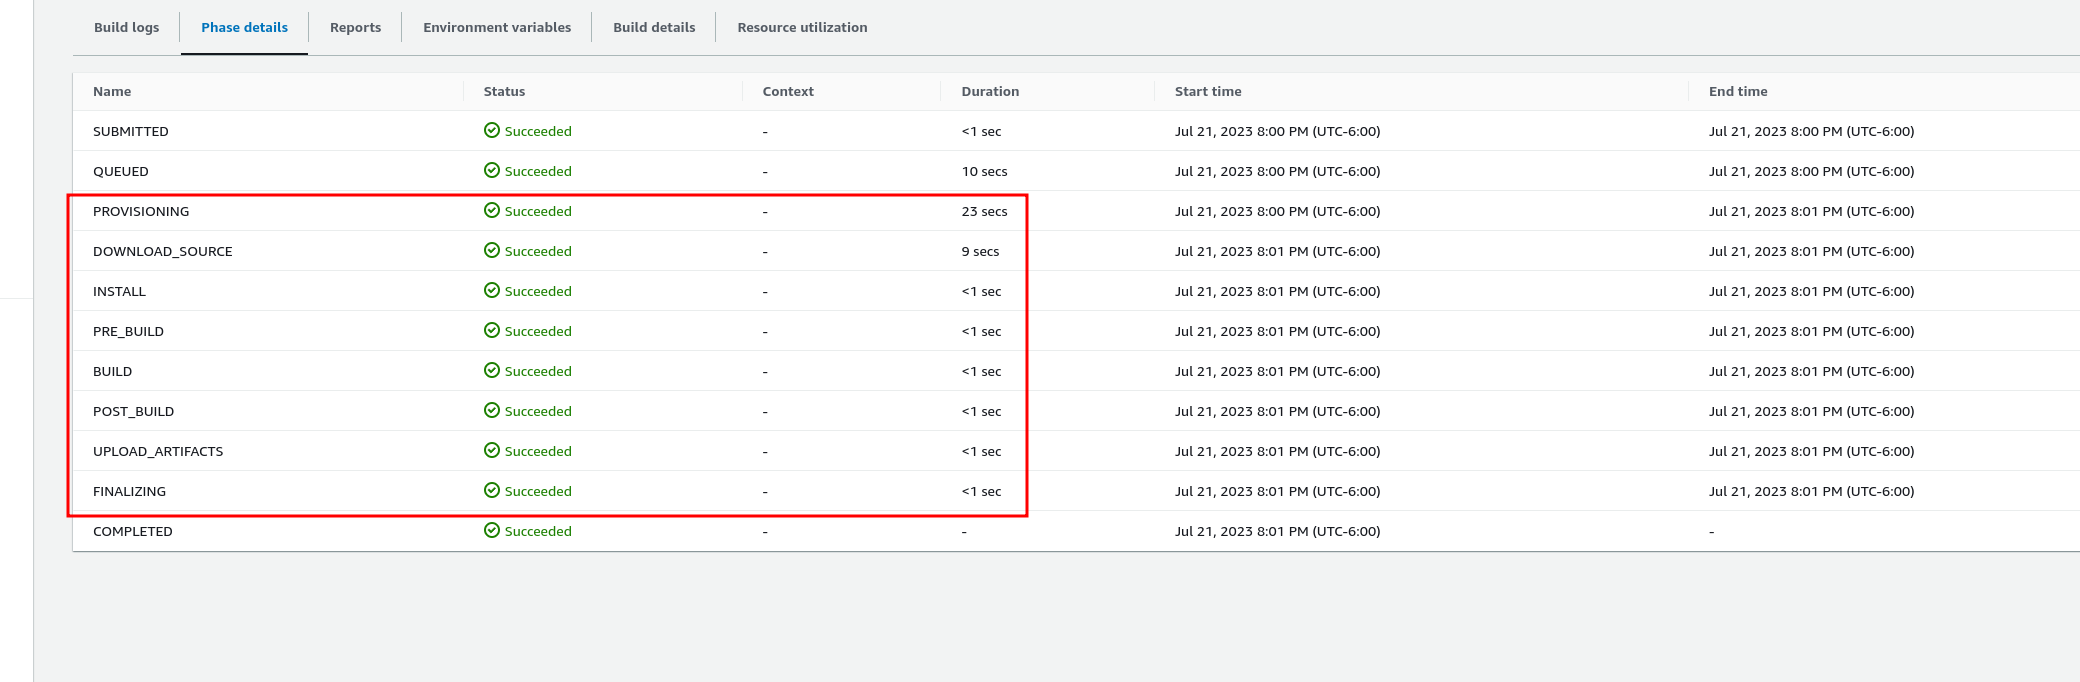 Build logs Phase details Reports Environment variables Build details Resource utilization
Name Status Context Duration Start time End time
SUBMITTED Succeeded - <1 sec Jul 21, 2023 8:00 PM (UTC-6:00) Jul 21, 2023 8:00 PM (UTC-6:00)
QUEUED Succeeded - 10 secs Jul 21, 2023 8:00 PM (UTC-6:00) Jul 21, 2023 8:00 PM (UTC-6:00)
PROVISIONING Succeeded - 23 secs Jul 21, 2023 8:00 PM (UTC-6:00) Jul 21, 2023 8:01 PM (UTC-6:00)
DOWNLOAD_SOURCE Succeeded - 9 secs Jul 21, 2023 8:01 PM (UTC-6:00) Jul 21, 2023 8:01 PM (UTC-6:00)
INSTALL Succeeded - <1 sec Jul 21, 2023 8:01 PM (UTC-6:00) Jul 21, 2023 8:01 PM (UTC-6:00)
PRE_BUILD Succeeded - <1 sec Jul 21, 2023 8:01 PM (UTC-6:00) Jul 21, 2023 8:01 PM (UTC-6:00)
BUILD Succeeded - <1 sec Jul 21, 2023 8:01 PM (UTC-6:00) Jul 21, 2023 8:01 PM (UTC-6:00)
POST_BUILD Succeeded - <1 sec Jul 21, 2023 8:01 PM (UTC-6:00) Jul 21, 2023 8:01 PM (UTC-6:00)
UPLOAD_ARTIFACTS Succeeded - <1 sec Jul 21, 2023 8:01 PM (UTC-6:00) Jul 21, 2023 8:01 PM (UTC-6:00)
FINALIZING Succeeded - <1 sec Jul 21, 2023 8:01 PM (UTC-6:00) Jul 21, 2023 8:01 PM (UTC-6:00)
COMPLETED Succeeded - - Jul 21, 2023 8:01 PM (UTC-6:00) -